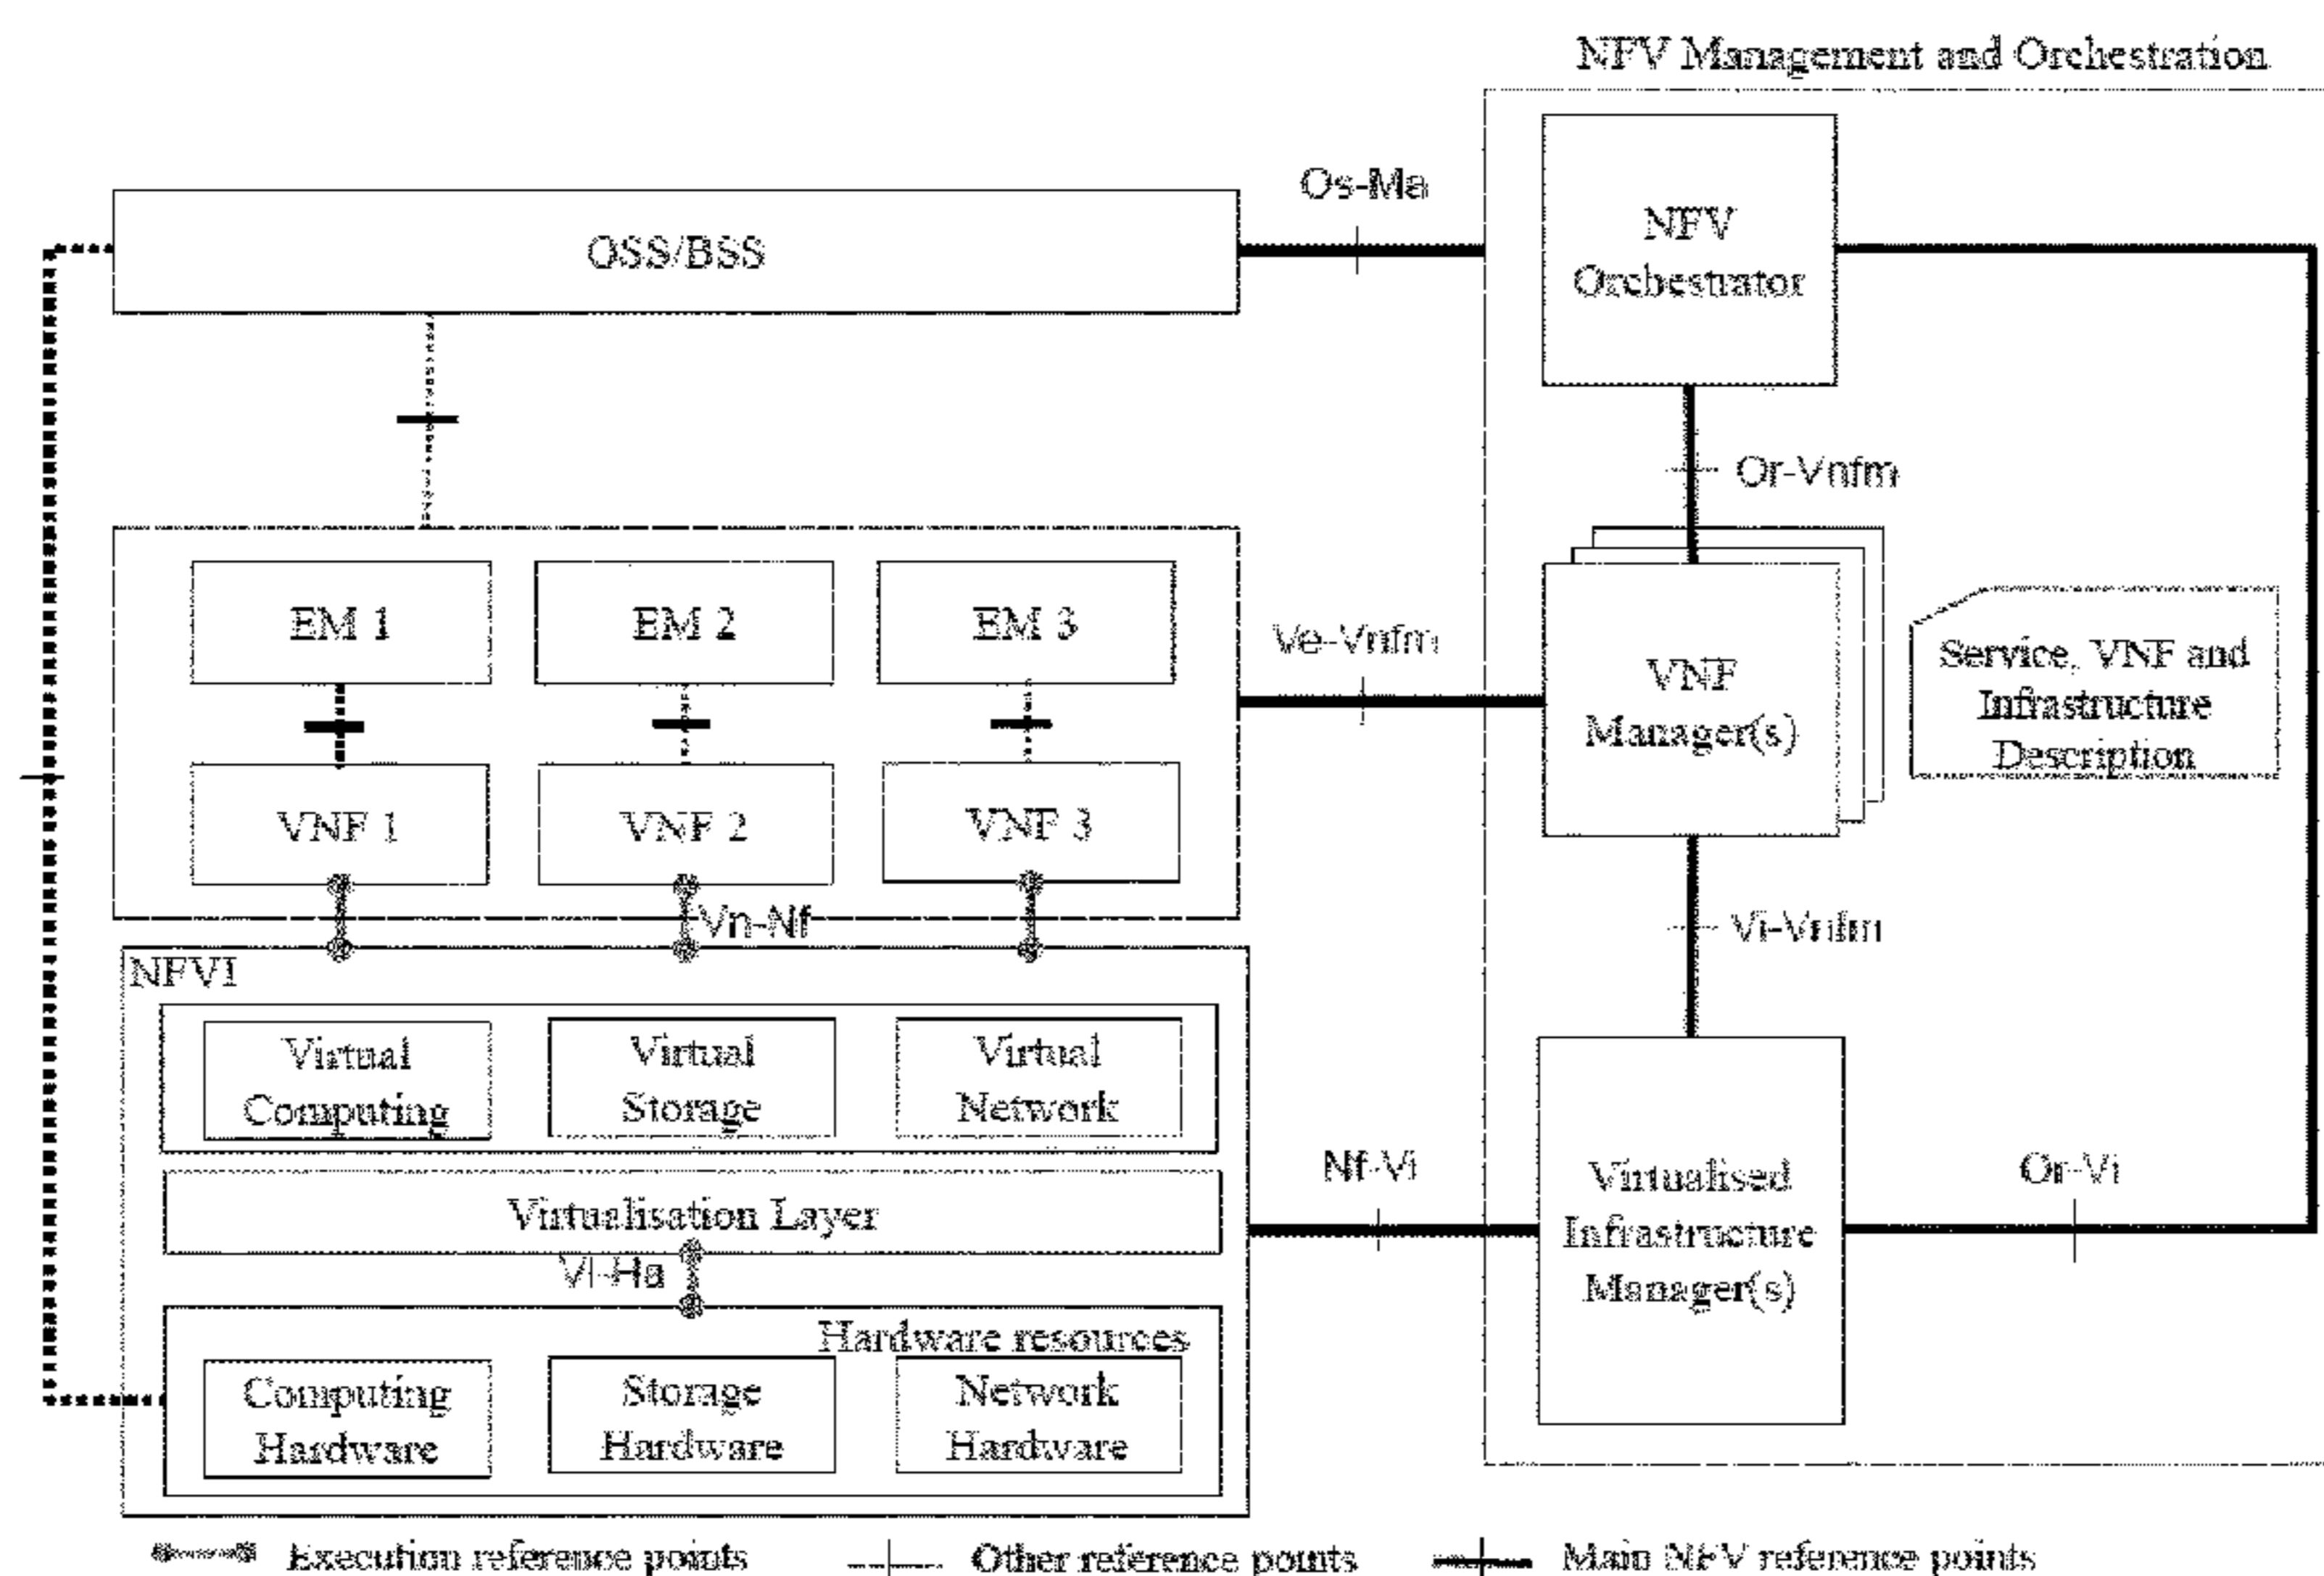 NFV Management and Orchestration
Os-Ma
OSS/BSS
NFV
Orchestrator
Or-Vnfm
EM 1
EM 2
EM 3
Ve-Vnfm
VNF
Manager(s)
Service, VNF and
Infrastructure
Description
VNF 1
VNF 2
VNF 3
Vn-Nf
Vi-Vnfm
NFVI
Virtual
Computing
Virtual
Storage
Virtual
Network
Nf-Vi
Virtualised
Infrastructure
Manager(s)
Or-Vi
Virtualisation Layer
Vl-Ha
Hardware resources
Computing
Hardware
Storage
Hardware
Network
Hardware
Execution reference points
Other reference points
Main NFV reference points